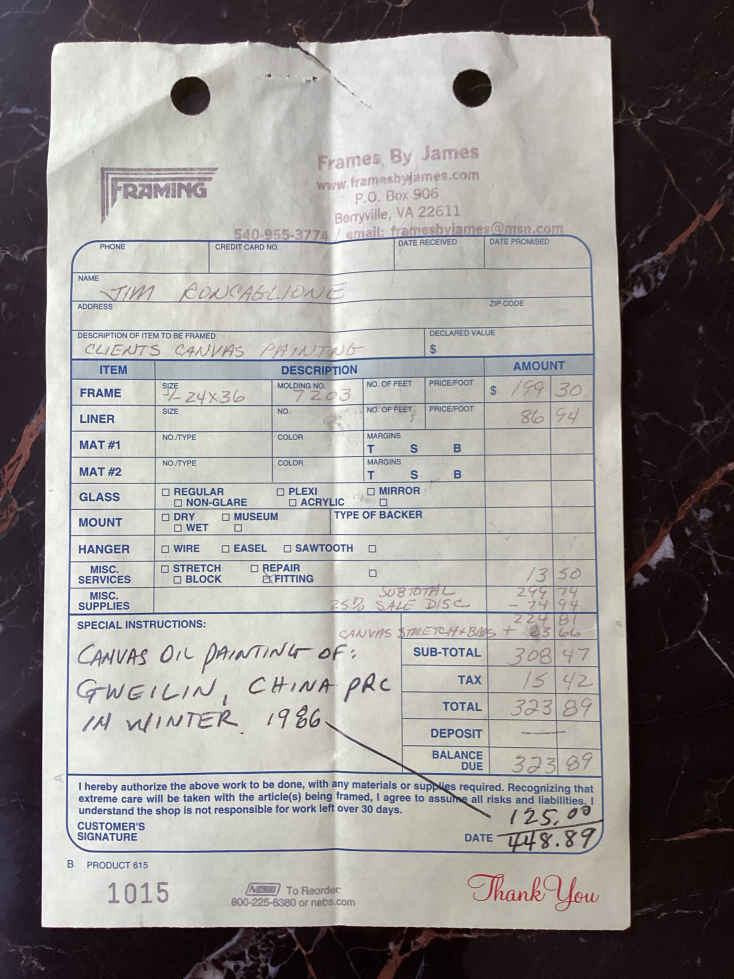 Frames By James
FRAMING
www.framesbyjames.com
P.O. Box 906
Berryville, VA 22611
540-955-3774 / email: framesbyjames@msn.com
PHONE CREDIT CARD NO. DATE RECEIVED DATE PROMISED
NAME
JIM RONCAGLIONE
ADDRESS ZIP CODE
DESCRIPTION OF ITEM TO BE FRAMED DECLARED VALUE
CLIENTS CANVAS PAINTING $
ITEM DESCRIPTION AMOUNT
SIZE MOLDING NO. NO. OF FEET PRICE/FOOT
FRAME +/- 24x36 7203 $ 199 30
SIZE NO. NO. OF FEET PRICE/FOOT
LINER 86 94
NO./TYPE COLOR MARGINS
MAT #1 T S B
NO./TYPE COLOR MARGINS
MAT #2 T S B
GLASS ☐ REGULAR ☐ PLEXI ☐ MIRROR
☐ NON-GLARE ☐ ACRYLIC ☐
MOUNT ☐ DRY ☐ MUSEUM TYPE OF BACKER
☐ WET ☐
HANGER ☐ WIRE ☐ EASEL ☐ SAWTOOTH ☐
MISC. SERVICES ☐ STRETCH ☐ REPAIR ☐ 13 50
☐ BLOCK ☒ FITTING
MISC. SUPPLIES SUBTOTAL 299 74
25% SALE DISC - 74 94
224 81
SPECIAL INSTRUCTIONS: CANVAS STRETCH + BARS + 83 66
CANVAS OIL PAINTING OF: SUB-TOTAL 308 47
GWEILIN, CHINA PRC TAX 15 42
IN WINTER 1986 TOTAL 323 89
DEPOSIT —
BALANCE DUE 323 89
I hereby authorize the above work to be done, with any materials or supplies required. Recognizing that
extreme care will be taken with the article(s) being framed, I agree to assume all risks and liabilities. I
understand the shop is not responsible for work left over 30 days.
125.00
CUSTOMER'S
SIGNATURE DATE 448.89
B PRODUCT 615
1015 NEBS To Reorder
800-225-6380 or nebs.com
Thank You